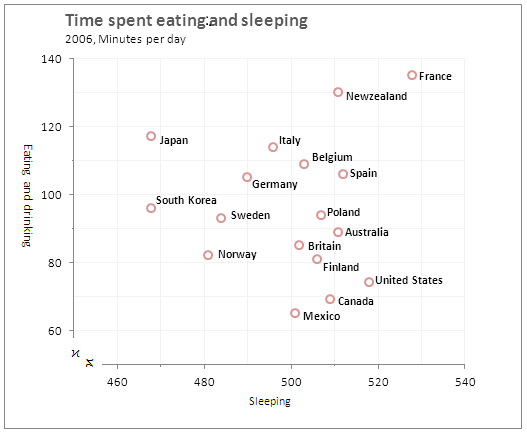 Time spent eating and sleeping
2006, Minutes per day
140
France
Newzealand
120
Japan
Italy
Belgium
Spain
Germany
100
South Korea
Sweden
Poland
Australia
Britain
Norway
Finland
80
United States
Canada
Mexico
60
Eating and drinking
460 480 500 520 540
Sleeping